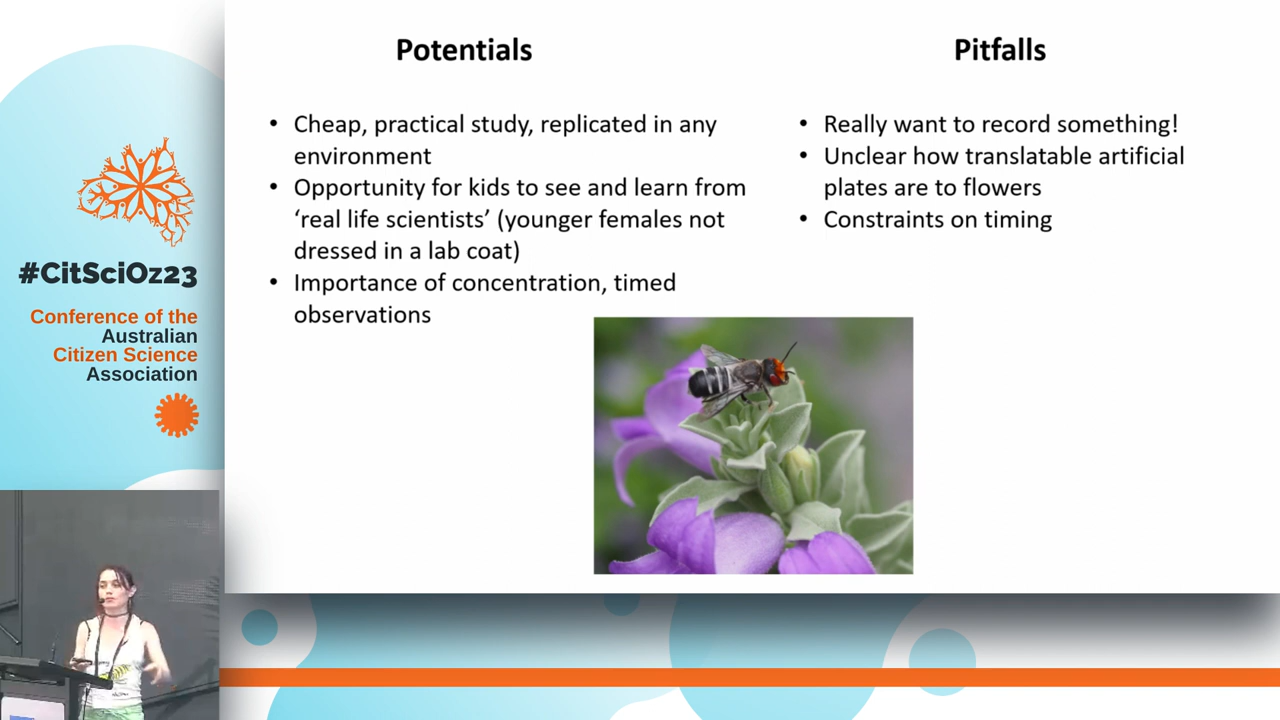 Potentials
• Cheap, practical study, replicated in any
environment
• Opportunity for kids to see and learn from
‘real life scientists’ (younger females not
dressed in a lab coat)
• Importance of concentration, timed
observations
Pitfalls
• Really want to record something!
• Unclear how translatable artificial
plates are to flowers
• Constraints on timing
#CitSciOz23
Conference of the
Australian
Citizen Science
Association